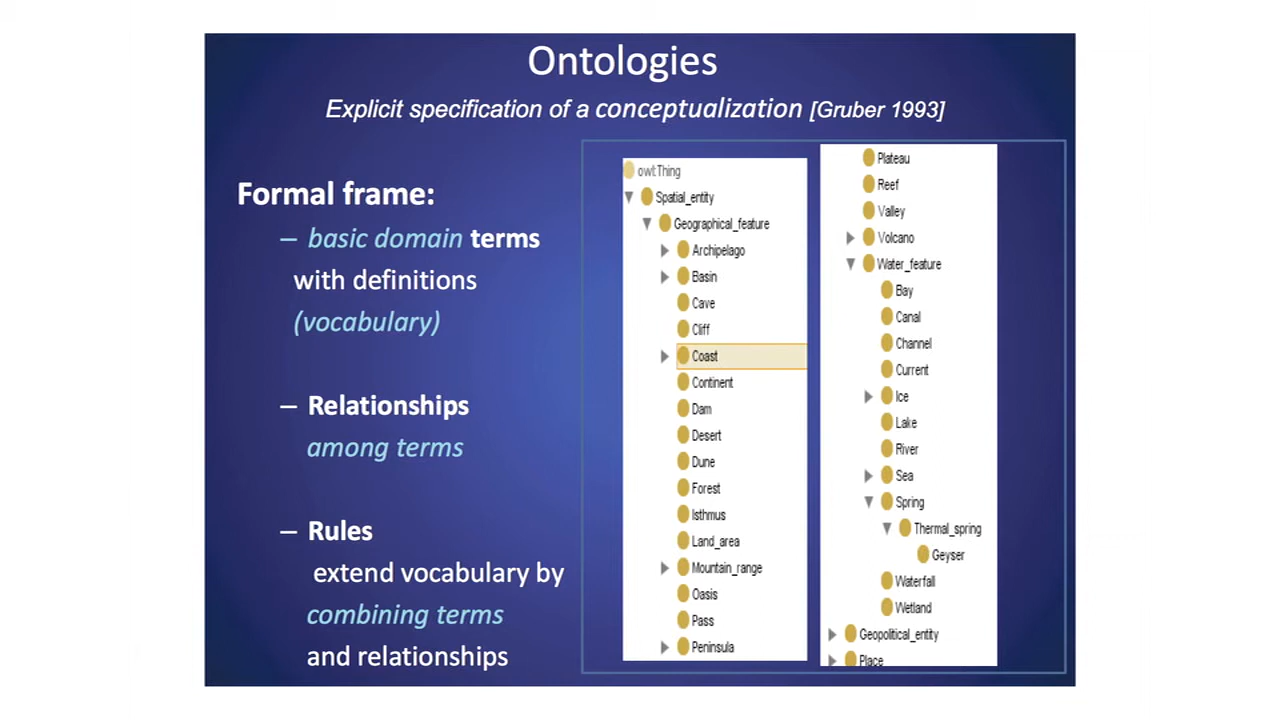 Ontologies
Explicit specification of a conceptualization [Gruber 1993]
Formal frame:
– basic domain terms
with definitions
(vocabulary)
– Relationships
among terms
– Rules
extend vocabulary by
combining terms
and relationships
owl:Thing
Spatial_entity
Geographical_feature
Archipelago
Basin
Cave
Cliff
Coast
Continent
Dam
Desert
Dune
Forest
Isthmus
Land_area
Mountain_range
Oasis
Pass
Peninsula
Plateau
Reef
Valley
Volcano
Water_feature
Bay
Canal
Channel
Current
Ice
Lake
River
Sea
Spring
Thermal_spring
Geyser
Waterfall
Wetland
Geopolitical_entity
Place